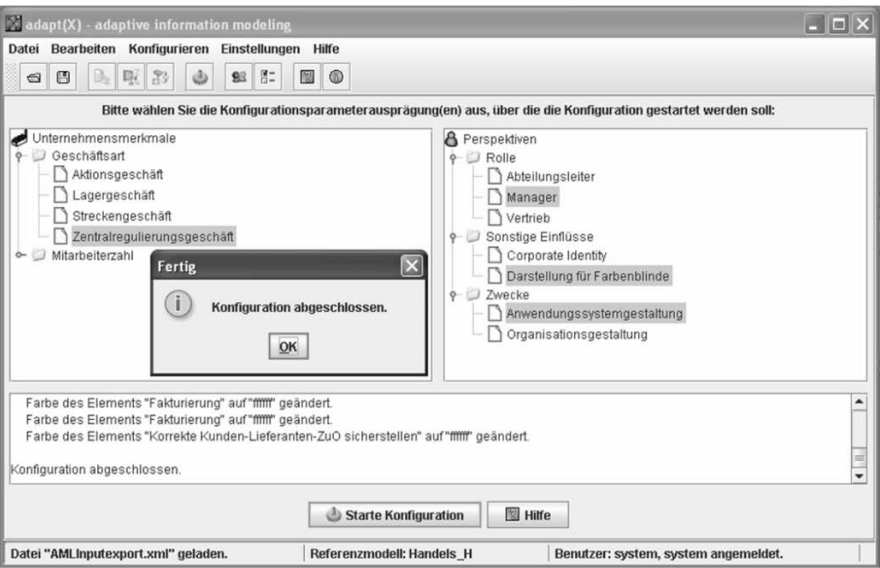 adapt(X) - adaptive information modeling
Datei Bearbeiten Konfigurieren Einstellungen Hilfe
Bitte wählen Sie die Konfigurationsparameterausprägung(en) aus, über die die Konfiguration gestartet werden soll:
Unternehmensmerkmale
Geschäftsart
Aktionsgeschäft
Lagergeschäft
Streckengeschäft
Zentralregulierungsgeschäft
Mitarbeiterzahl
Perspektiven
Rolle
Abteilungsleiter
Manager
Vertrieb
Sonstige Einflüsse
Corporate Identity
Darstellung für Farbenblinde
Zwecke
Anwendungssystemgestaltung
Organisationsgestaltung
Fertig
Konfiguration abgeschlossen.
OK
Farbe des Elements "Fakturierung" auf "ffffff" geändert.
Farbe des Elements "Fakturierung" auf "ffffff" geändert.
Farbe des Elements "Korrekte Kunden-Lieferanten-ZuO sicherstellen" auf "ffffff" geändert.
Konfiguration abgeschlossen.
Starte Konfiguration Hilfe
Datei "AMLInputexport.xml" geladen. Referenzmodell: Handels_H Benutzer: system, system angemeldet.